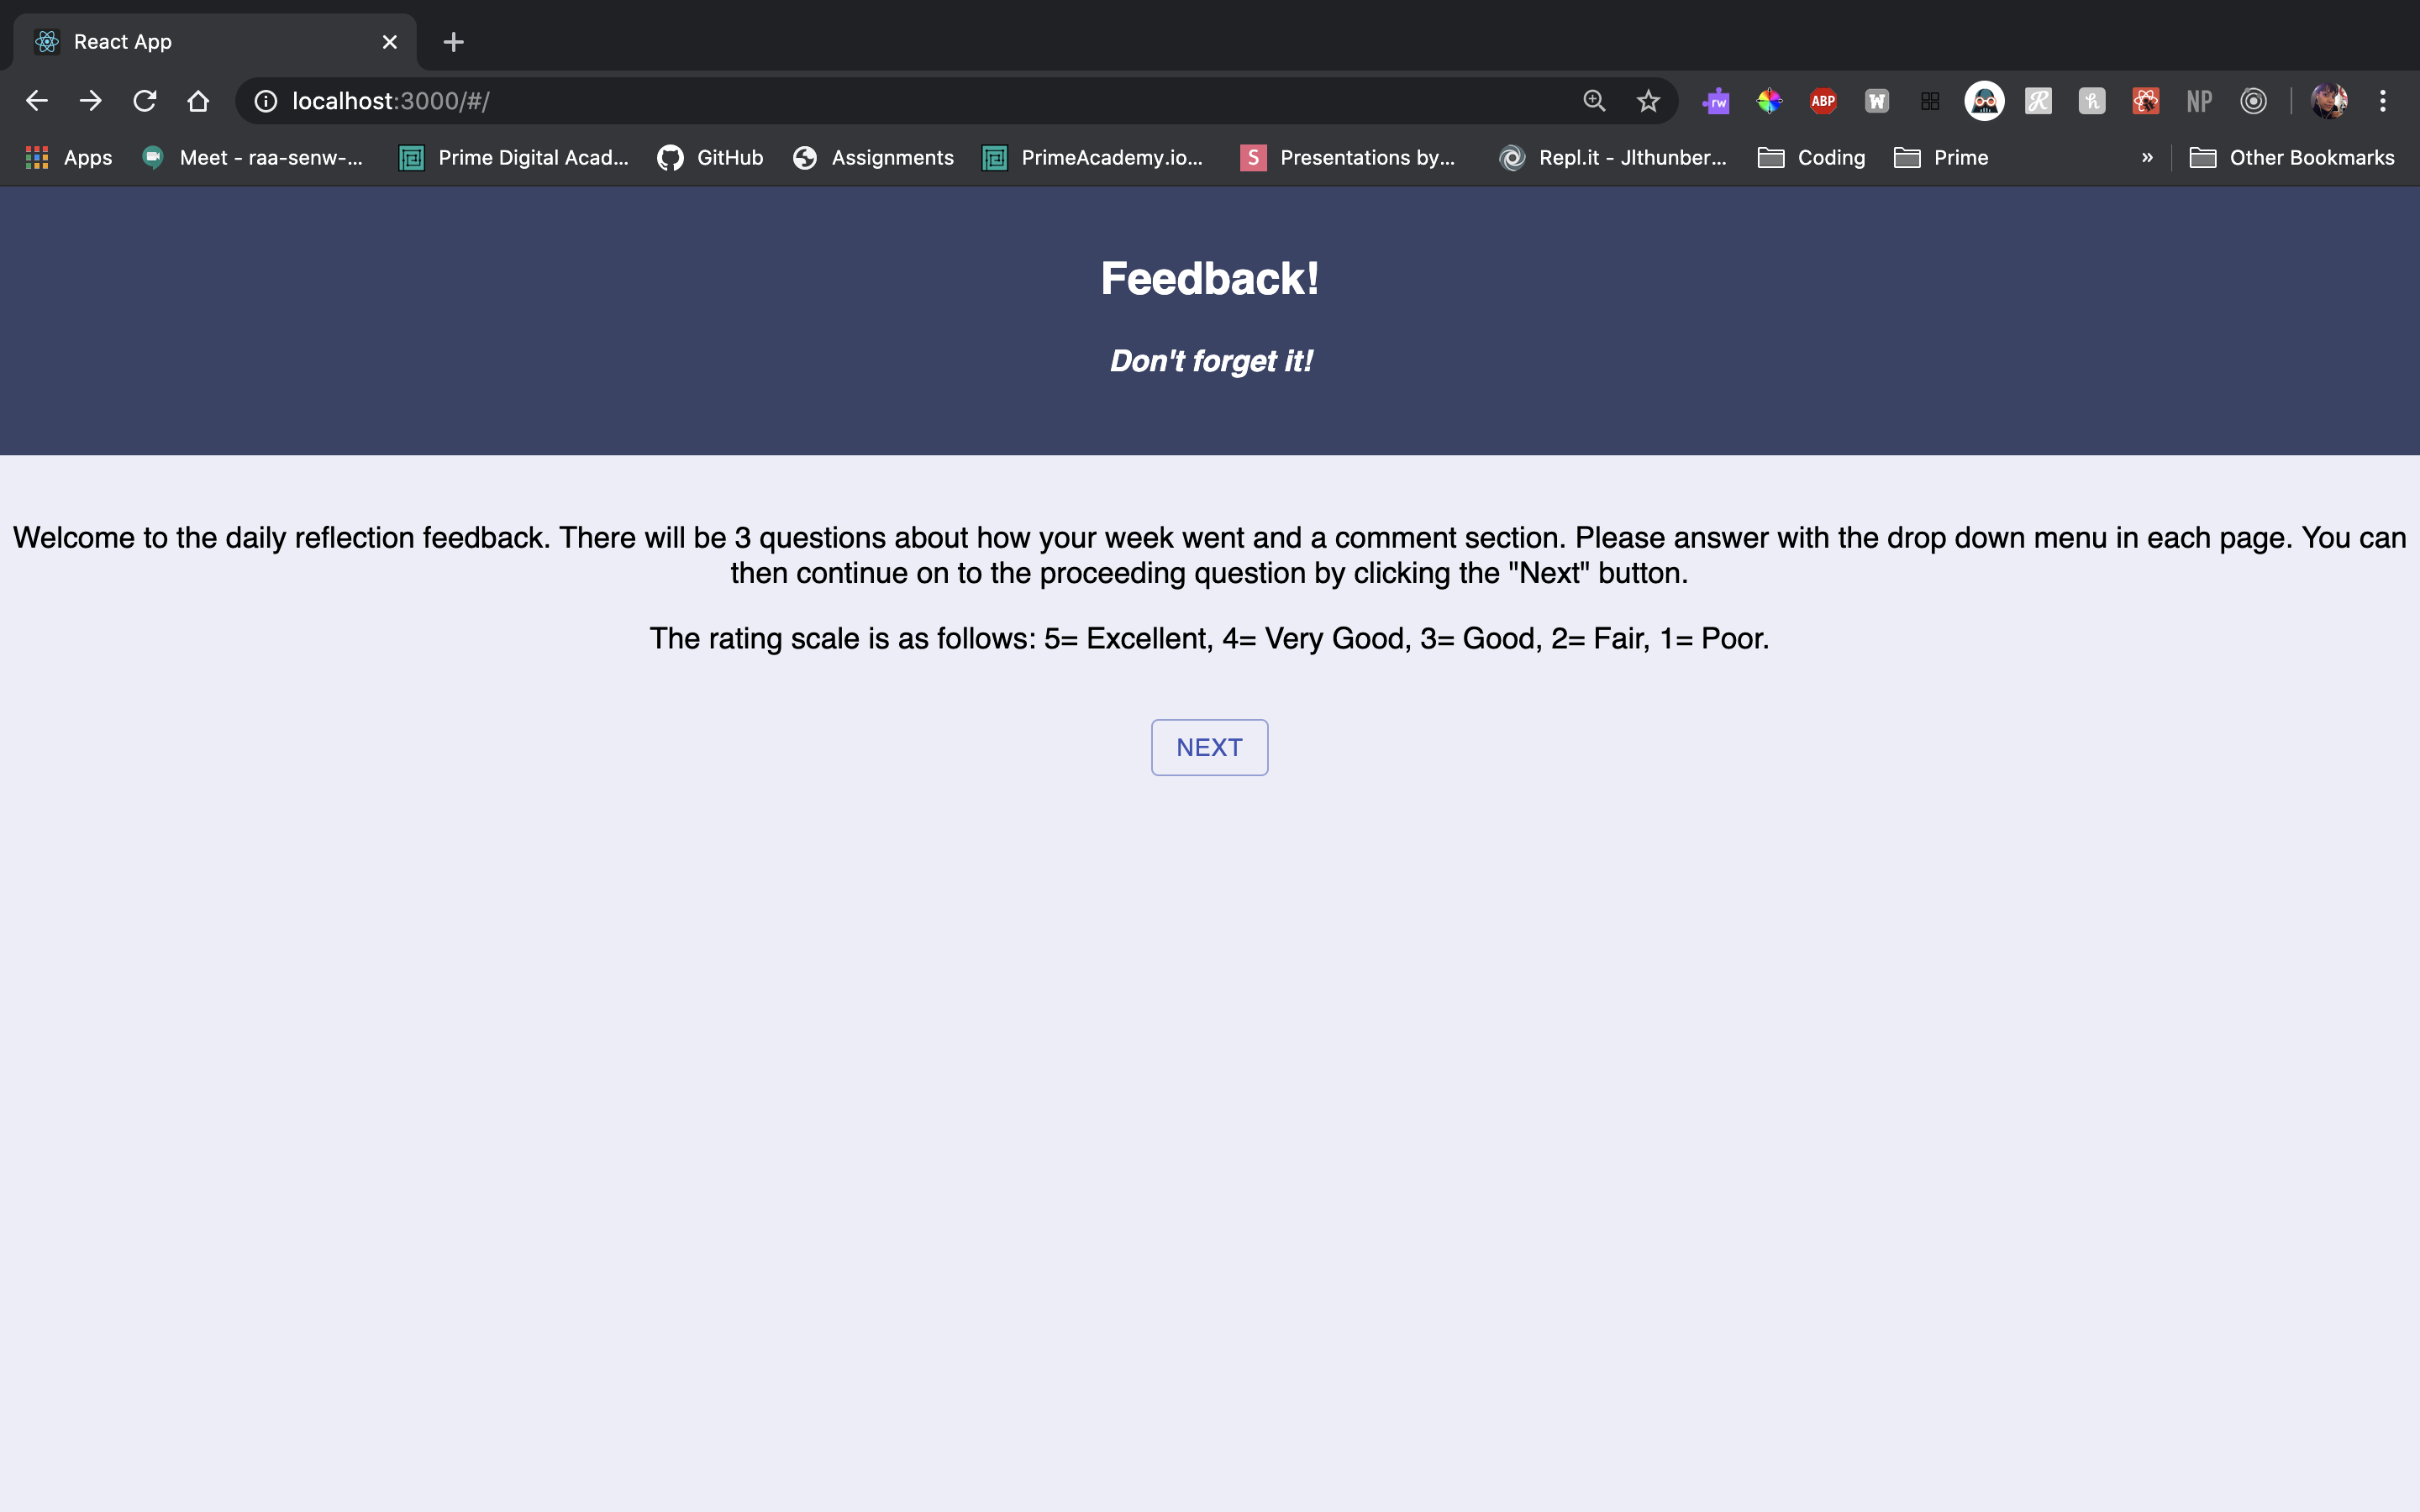 React App
localhost:3000/#/
rw ABP W R h NP
Apps Meet - raa-senw-... Prime Digital Acad... GitHub Assignments PrimeAcademy.io... S Presentations by... Repl.it - Jlthunber... Coding Prime » Other Bookmarks
Feedback!
Don't forget it!
Welcome to the daily reflection feedback. There will be 3 questions about how your week went and a comment section. Please answer with the drop down menu in each page. You can
then continue on to the proceeding question by clicking the "Next" button.
The rating scale is as follows: 5= Excellent, 4= Very Good, 3= Good, 2= Fair, 1= Poor.
NEXT